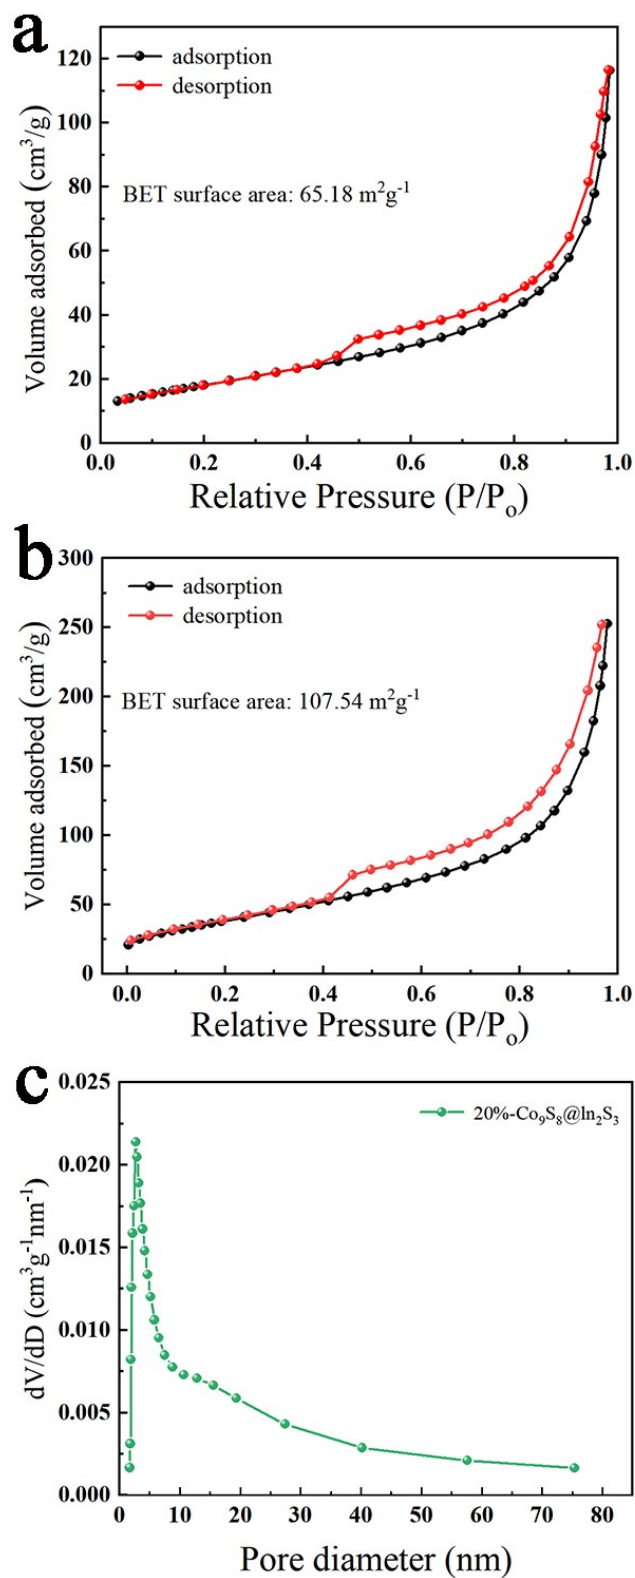 a
adsorption
desorption
BET surface area: 65.18 m²g⁻¹
Volume adsorbed (cm³/g)
120
100
80
60
40
20
0
0.0 0.2 0.4 0.6 0.8 1.0
Relative Pressure (P/Pₒ)
b
adsorption
desorption
BET surface area: 107.54 m²g⁻¹
Volume adsorbed (cm³/g)
300
250
200
150
100
50
0
0.0 0.2 0.4 0.6 0.8 1.0
Relative Pressure (P/Pₒ)
c
20%-Co₉S₈@ln₂S₃
dV/dD (cm³g⁻¹nm⁻¹)
0.025
0.020
0.015
0.010
0.005
0.000
0 10 20 30 40 50 60 70 80
Pore diameter (nm)